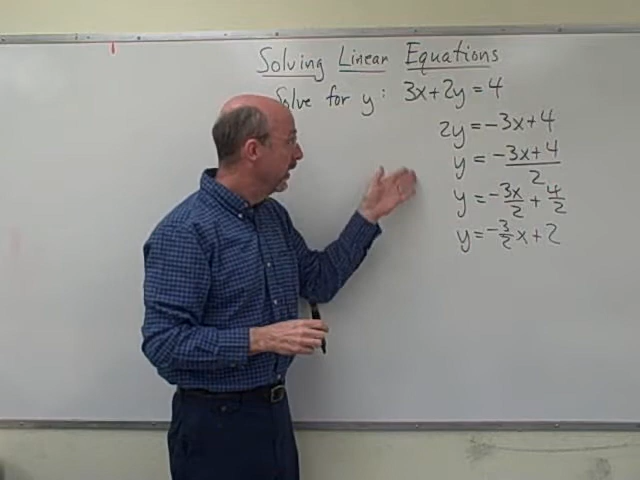 Solving Linear Equations
Solve for y: 3x+2y=4
2y=-3x+4
y=-3x+4/2
y=-3x/2+4/2
y=-3/2x+2